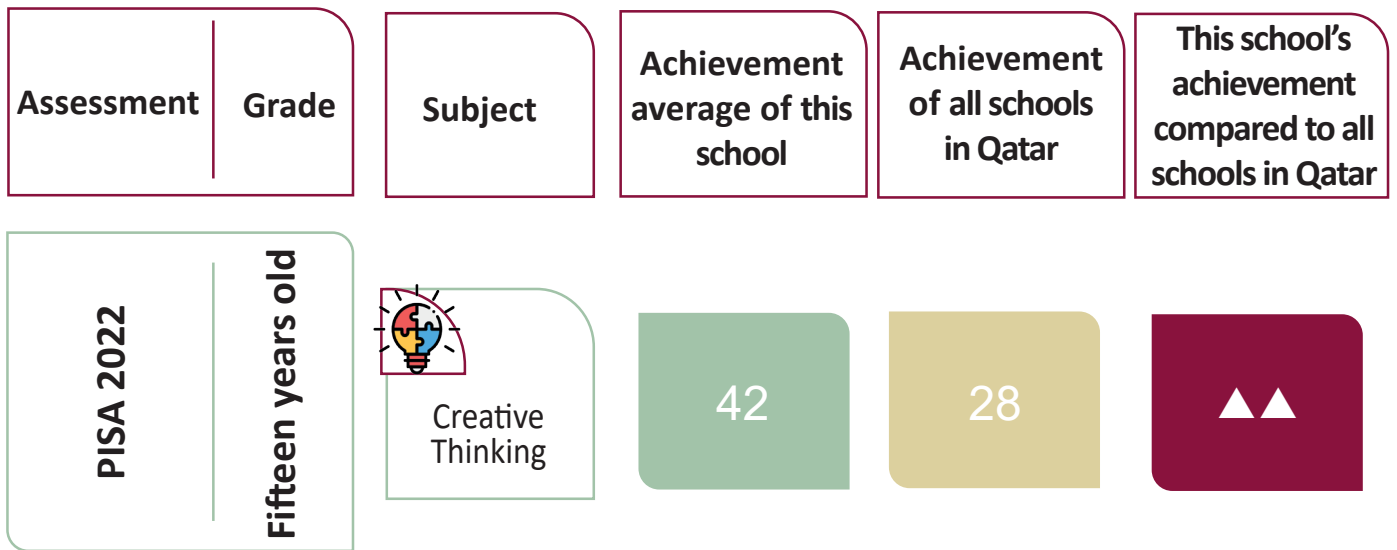 Assessment
Grade
Subject
Achievement
average of this
school
Achievement
of all schools
in Qatar
This school's
achievement
compared to all
schools in Qatar
PISA 2022
Fifteen years old
Creative
Thinking
42
28
▲▲